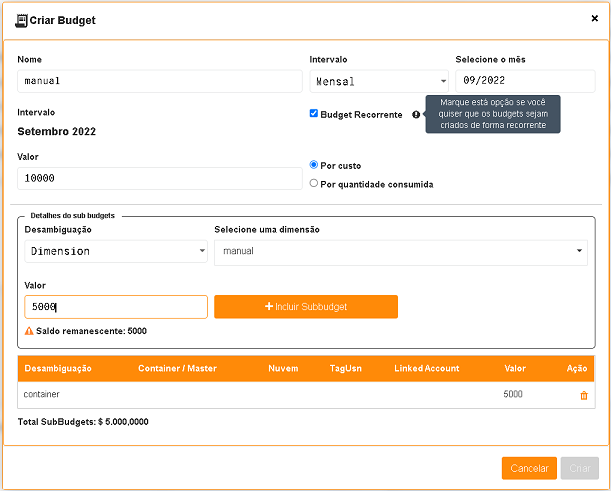 Criar Budget
×
Nome
Intervalo
Selecione o mês
manual
Mensal
09/2022
Intervalo
Budget Recorrente
Marque está opção se você
quiser que os budgets sejam
criados de forma recorrente
Setembro 2022
Valor
Por custo
10000
Por quantidade consumida
Detalhes do sub budgets
Desambiguação
Selecione uma dimensão
Dimension
manual
Valor
5000
+ Incluir Subbudget
Saldo remanescente: 5000
Desambiguação Container / Master Nuvem TagUsn Linked Account Valor Ação
container 5000
Total SubBudgets: $ 5.000,0000
Cancelar
Criar